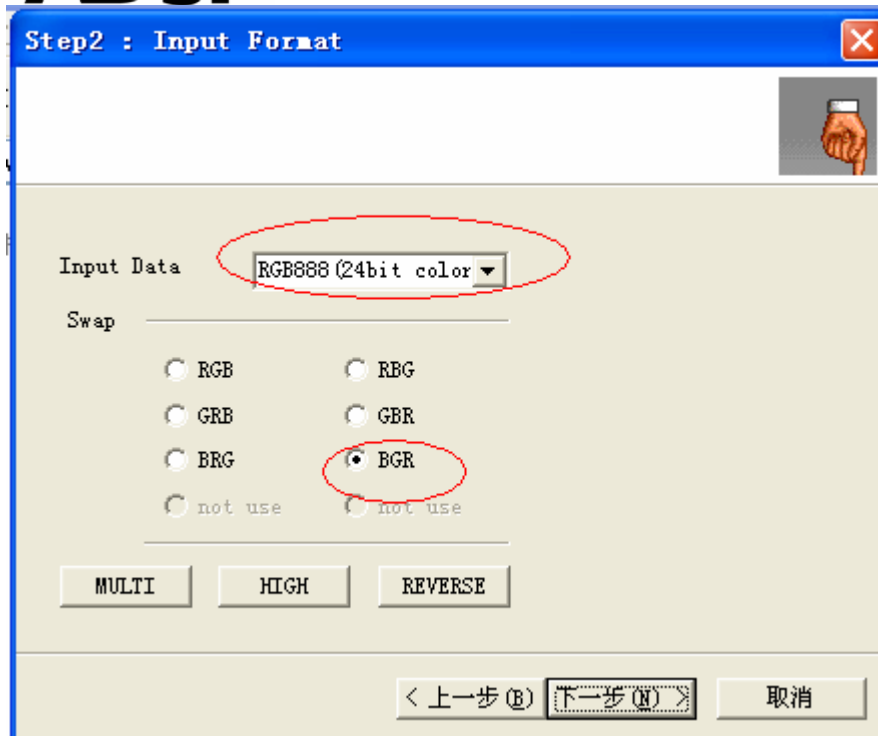 Step2 : Input Format
Input Data RGB888(24bit color
Swap
RGB RBG
GRB GBR
BRG BGR
not use not use
MULTI HIGH REVERSE
< 上一步(B) 下一步(N) > 取消